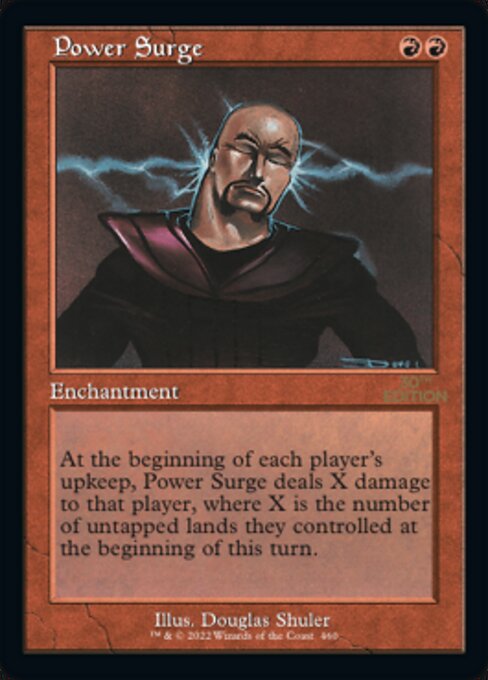 Power Surge
Enchantment
30TH
EDITION
At the beginning of each player's
upkeep, Power Surge deals X damage
to that player, where X is the number
of untapped lands they controlled at
the beginning of this turn.
Illus. Douglas Shuler
™ & © 2022 Wizards of the Coast 460